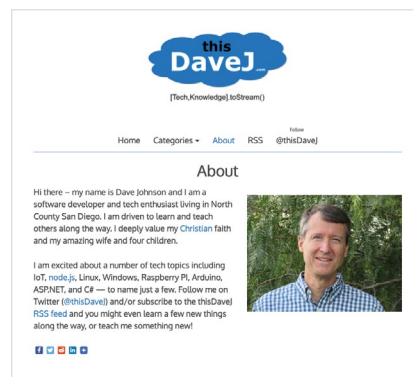 this
DaveJ.com
[Tech,Knowledge].toStream()
Follow
Home Categories About RSS @thisDaveJ
About
Hi there – my name is Dave Johnson and I am a
software developer and tech enthusiast living in North
County San Diego. I am driven to learn and teach
others along the way. I deeply value my Christian faith
and my amazing wife and four children.
I am excited about a number of tech topics including
IoT, node.js, Linux, Windows, Raspberry PI, Arduino,
ASP.NET, and C# — to name just a few. Follow me on
Twitter (@thisDaveJ) and/or subscribe to the thisDaveJ
RSS feed and you might even learn a few new things
along the way, or teach me something new!